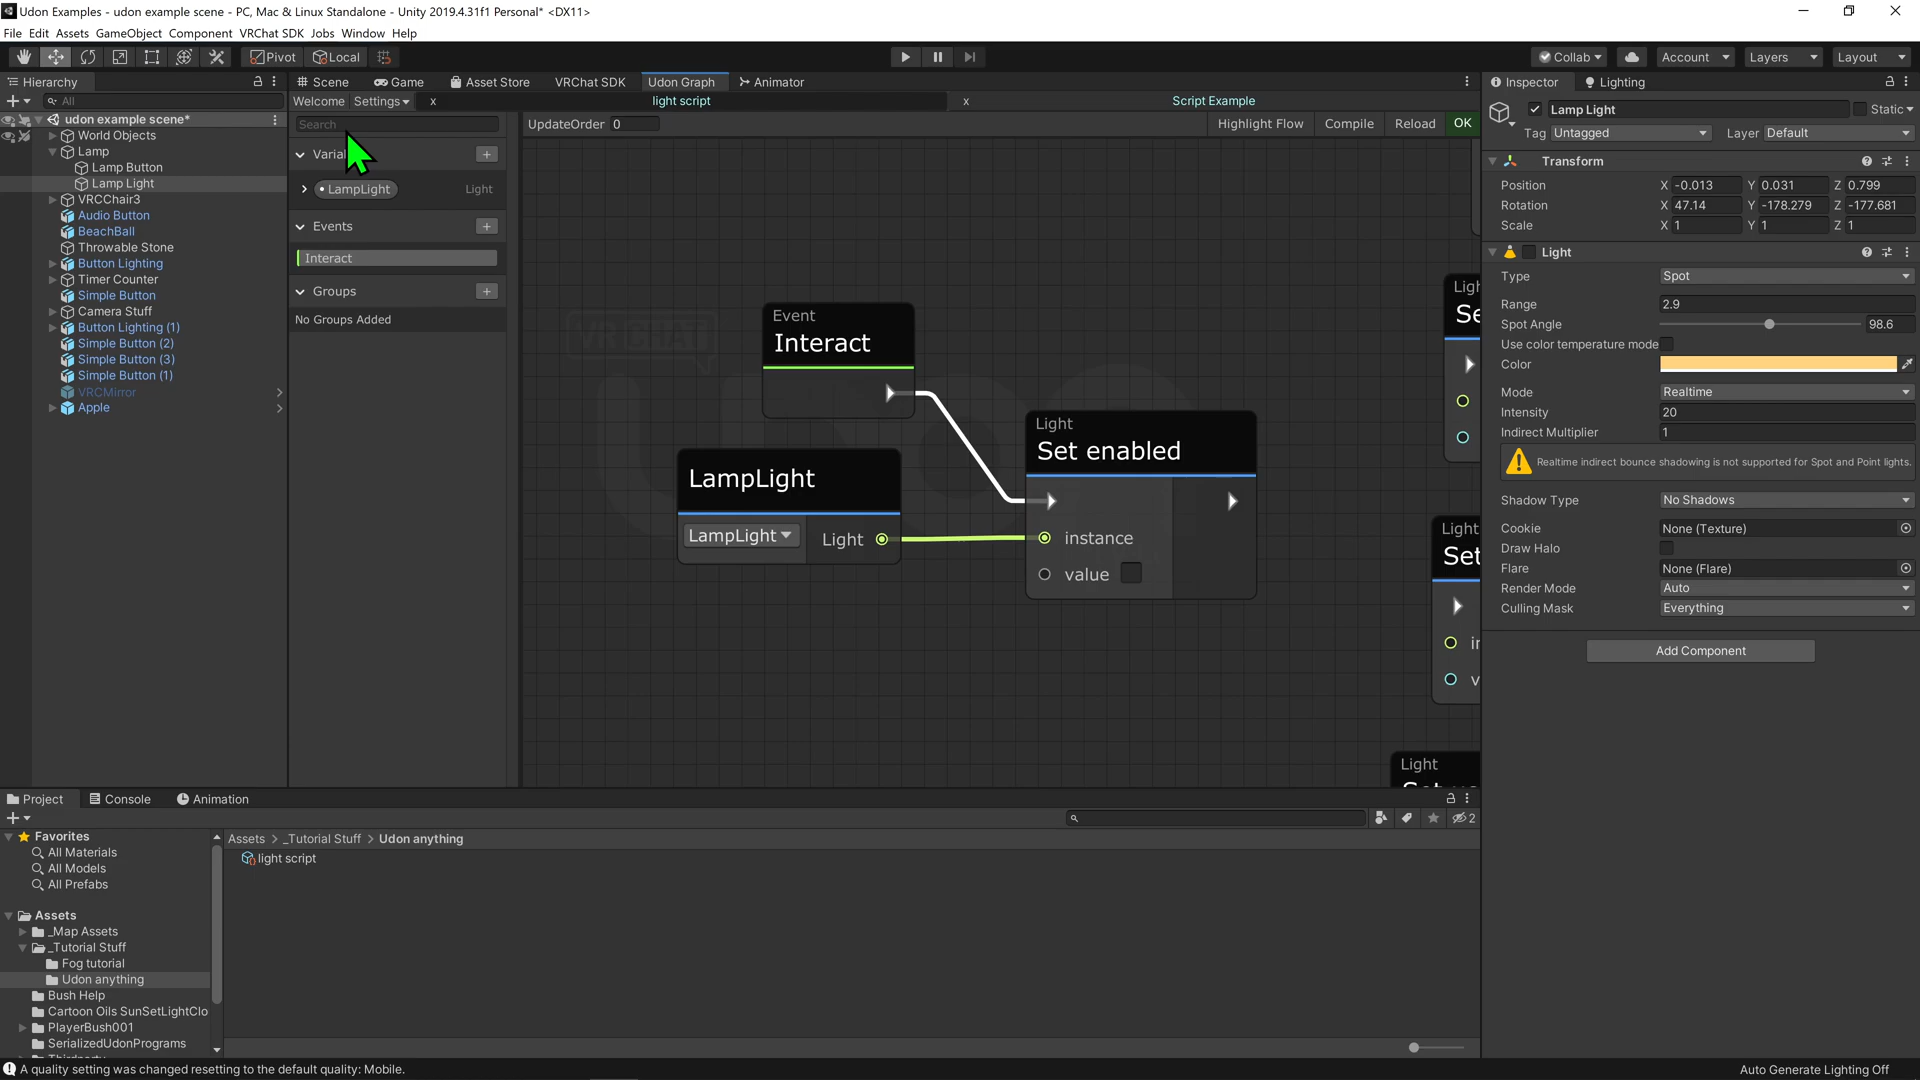 Udon Examples - udon example scene - PC, Mac & Linux Standalone - Unity 2019.4.31f1 Personal* <DX11>
File Edit Assets GameObject Component VRChat SDK Jobs Window Help
Pivot Local Collab Account Layers Layout
Hierarchy
All
udon example scene*
World Objects
Lamp
Lamp Button
Lamp Light
VRCChair3
Audio Button
BeachBall
Throwable Stone
Button Lighting
Timer Counter
Simple Button
Camera Stuff
Button Lighting (1)
Simple Button (2)
Simple Button (3)
Simple Button (1)
VRCMirror
Apple
Scene Game Asset Store VRChat SDK Udon Graph Animator
Welcome Settings x light script x Script Example
Search
UpdateOrder 0 Highlight Flow Compile Reload OK
LampLight Light
Events
Interact
Groups
No Groups Added
VR CHAT
Event
Interact
LampLight
LampLight Light
Light
Set enabled
instance
value
Light
Set
Light
Inspector Lighting
Lamp Light Static
Tag Untagged Layer Default
Transform
Position X -0.013 Y 0.031 Z 0.799
Rotation X 47.14 Y -178.279 Z -177.681
Scale X 1 Y 1 Z 1
Light
Type Spot
Range 2.9
Spot Angle 98.6
Use color temperature mode
Color
Mode Realtime
Intensity 20
Indirect Multiplier 1
Realtime indirect bounce shadowing is not supported for Spot and Point lights.
Shadow Type No Shadows
Cookie None (Texture)
Draw Halo
Flare None (Flare)
Render Mode Auto
Culling Mask Everything
Add Component
Project Console Animation
2
Favorites
All Materials
All Models
All Prefabs
Assets
_Map Assets
_Tutorial Stuff
Fog tutorial
Udon anything
Bush Help
Cartoon Oils SunSetLightClo
PlayerBush001
SerializedUdonPrograms
Assets > _Tutorial Stuff > Udon anything
light script
A quality setting was changed resetting to the default quality: Mobile.
Auto Generate Lighting Off